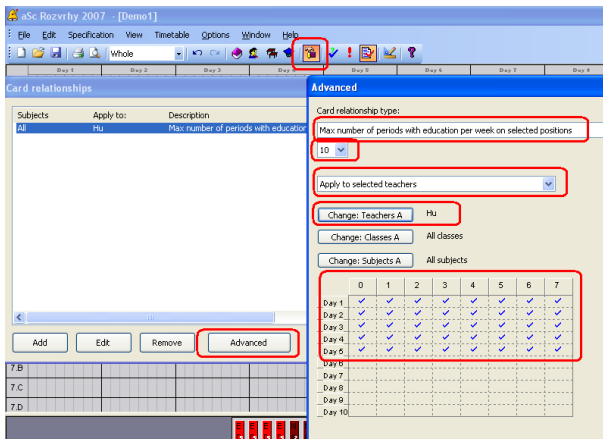 aSc Rozvrhy 2007 - [Demo1]
File Edit Specification View Timetable Options Window Help
Whole
Day 1 Day 2 Day 3 Day 5 Day 6 Day 7 Day 8
Card relationships
Subjects Apply to: Description
All Hu Max number of periods with education
Add Edit Remove Advanced
7.B
7.C
7.D
Advanced
Card relationship type:
Max number of periods with education per week on selected positions
10
Apply to selected teachers
Change: Teachers A Hu
Change: Classes A All classes
Change: Subjects A All subjects
0 1 2 3 4 5 6 7
Day 1
Day 2
Day 3
Day 4
Day 5
Day 6
Day 7
Day 8
Day 9
Day 10